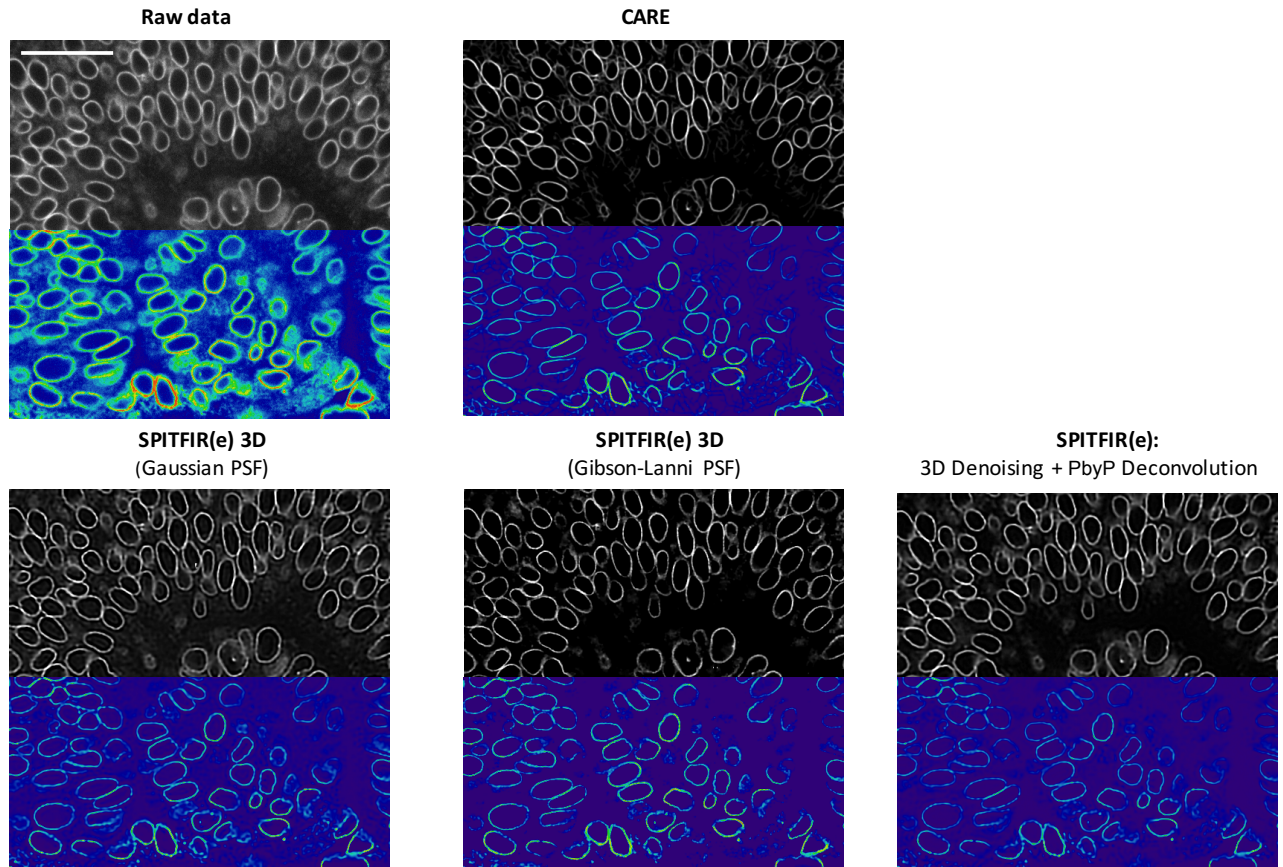 Raw data
CARE
SPITFIR(e) 3D
(Gaussian PSF)
SPITFIR(e) 3D
(Gibson-Lanni PSF)
SPITFIR(e):
3D Denoising + PbyP Deconvolution